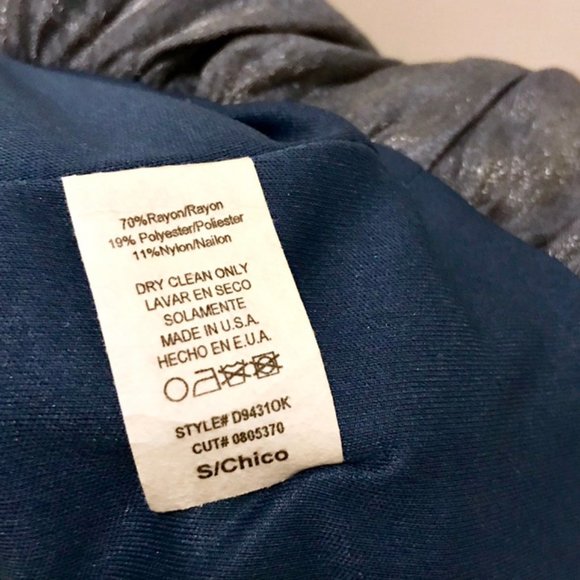 70%Rayon/Rayon
19% Polyester/Poliester
11%Nylon/Nailon
DRY CLEAN ONLY
LAVAR EN SECO
SOLAMENTE
MADE IN U.S.A.
HECHO EN E.U.A.
STYLE# D9431OK
CUT# 0805370
S/Chico